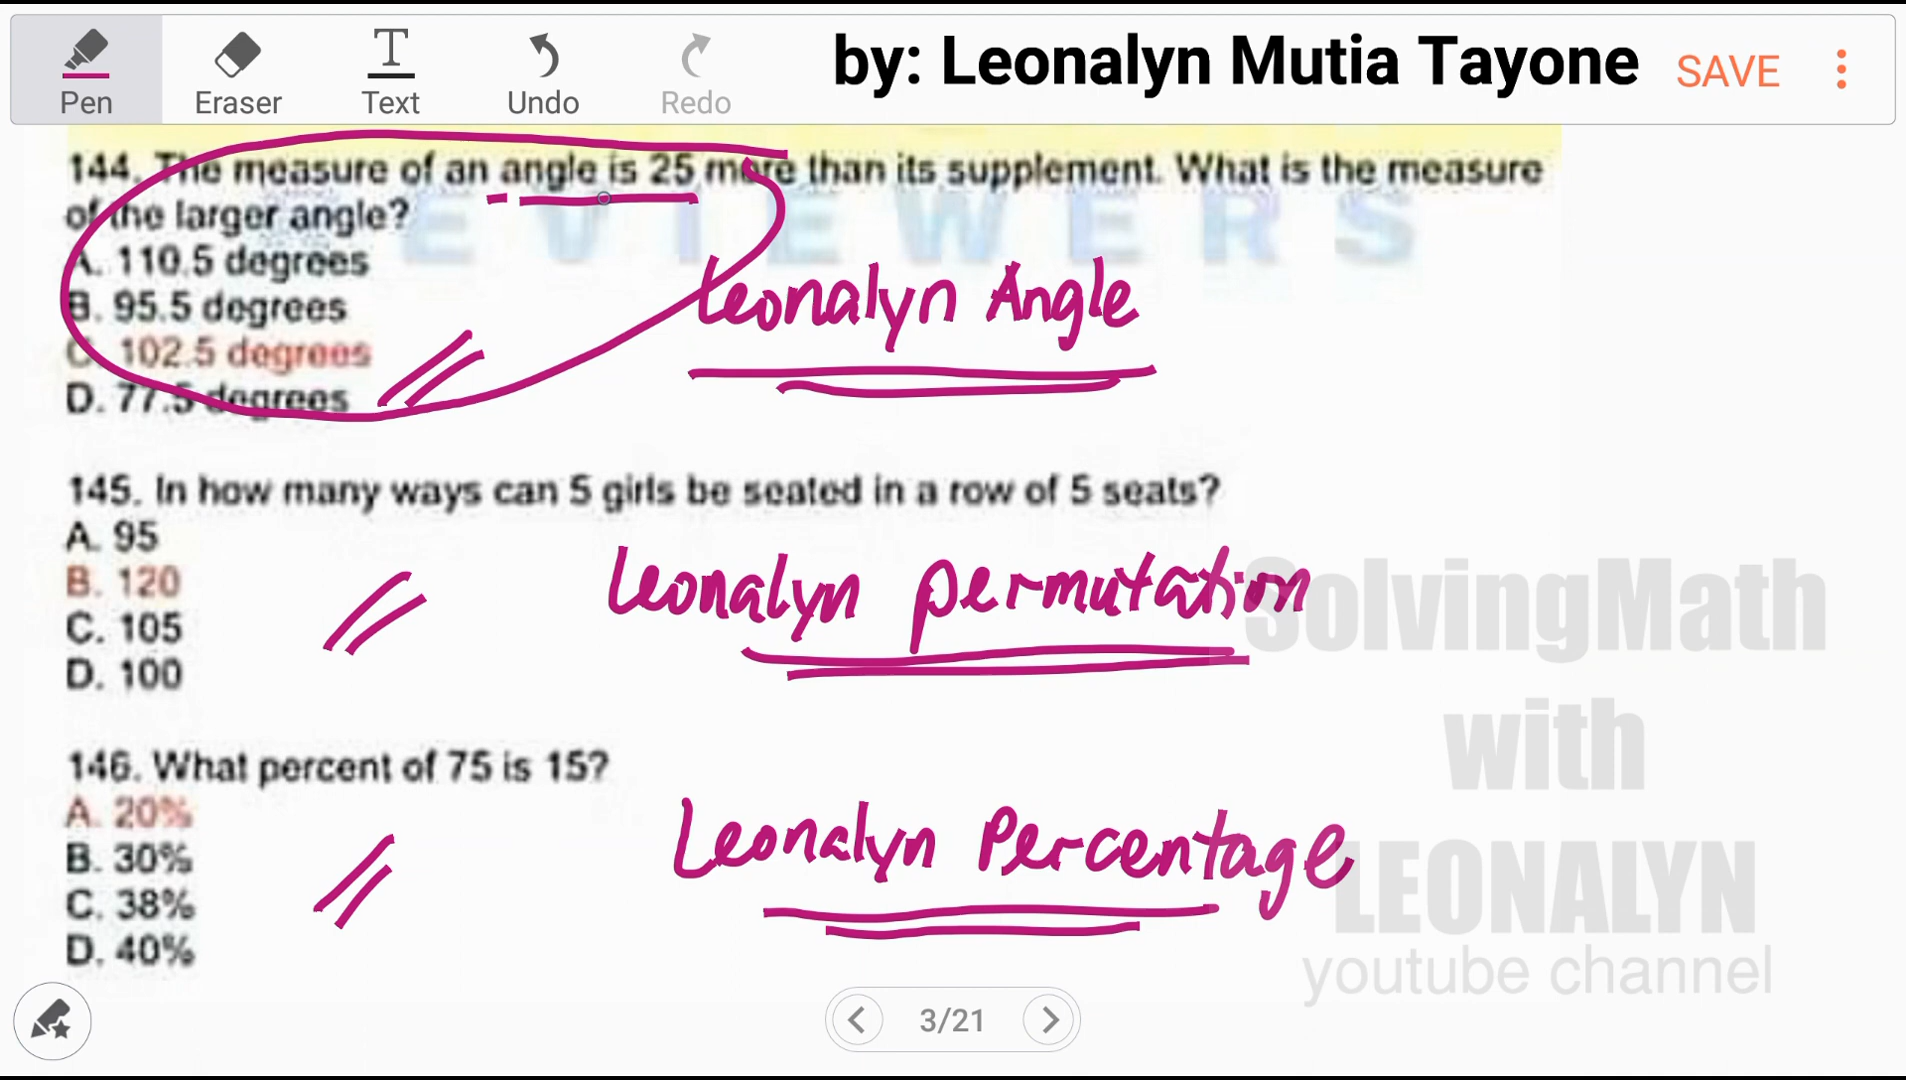 Pen
Eraser
Text
Undo
Redo
by: Leonalyn Mutia Tayone
SAVE
144. The measure of an angle is 25 more than its supplement. What is the measure
of the larger angle?
A. 110.5 degrees
B. 95.5 degrees
C. 102.5 degrees
D. 77.5 degrees
EVIEWERS
Leonalyn Angle
145. In how many ways can 5 girls be seated in a row of 5 seats?
A. 95
B. 120
C. 105
D. 100
Leonalyn permutation
146. What percent of 75 is 15?
A. 20%
B. 30%
C. 38%
D. 40%
Leonalyn Percentage
SolvingMath
with
LEONALYN
youtube channel
3/21